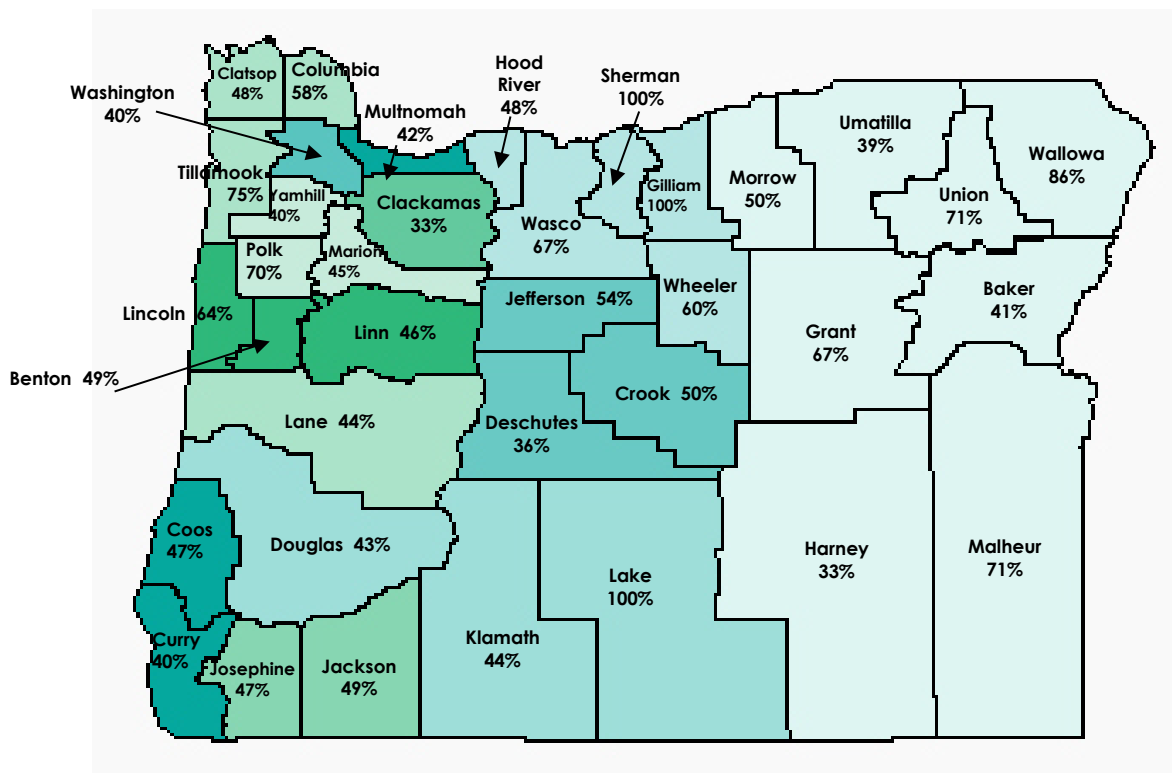 Clatsop
48%
Columbia
58%
Washington
40%
Multnomah
42%
Hood
River
48%
Sherman
100%
Umatilla
39%
Wallowa
86%
Union
71%
Tillamook
75%
Yamhill
40%
Clackamas
33%
Wasco
67%
Gilliam
100%
Morrow
50%
Polk
70%
Marion
45%
Lincoln 64%
Linn 46%
Jefferson 54%
Wheeler
60%
Grant
67%
Baker
41%
Benton 49%
Lane 44%
Deschutes
36%
Crook 50%
Coos
47%
Douglas 43%
Lake
100%
Harney
33%
Malheur
71%
Curry
40%
Josephine
47%
Jackson
49%
Klamath
44%